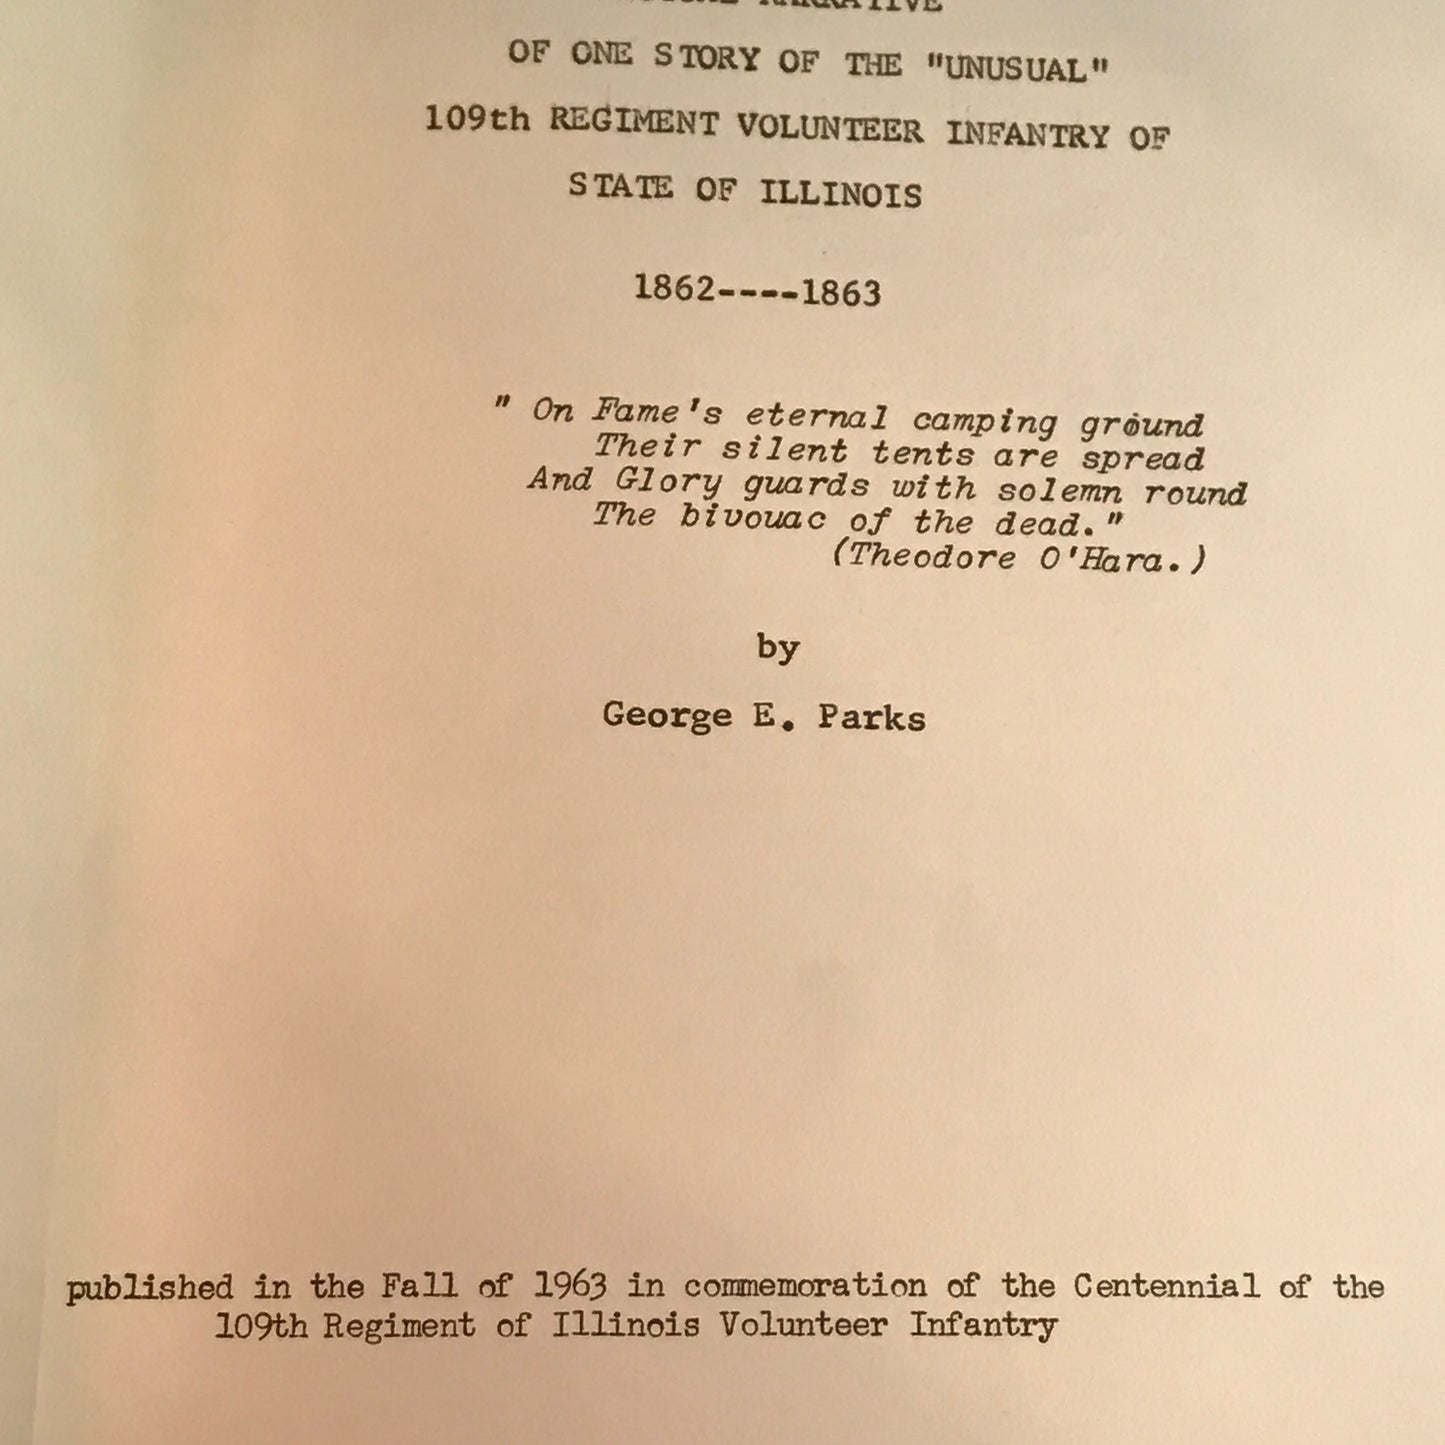 NARRATIVE
OF ONE STORY OF THE "UNUSUAL"
109th REGIMENT VOLUNTEER INFANTRY OF
STATE OF ILLINOIS
1862----1863
" On Fame's eternal camping ground
Their silent tents are spread
And Glory guards with solemn round
The bivouac of the dead."
(Theodore O'Hara.)
by
George E. Parks
published in the Fall of 1963 in commemoration of the Centennial of the
109th Regiment of Illinois Volunteer Infantry